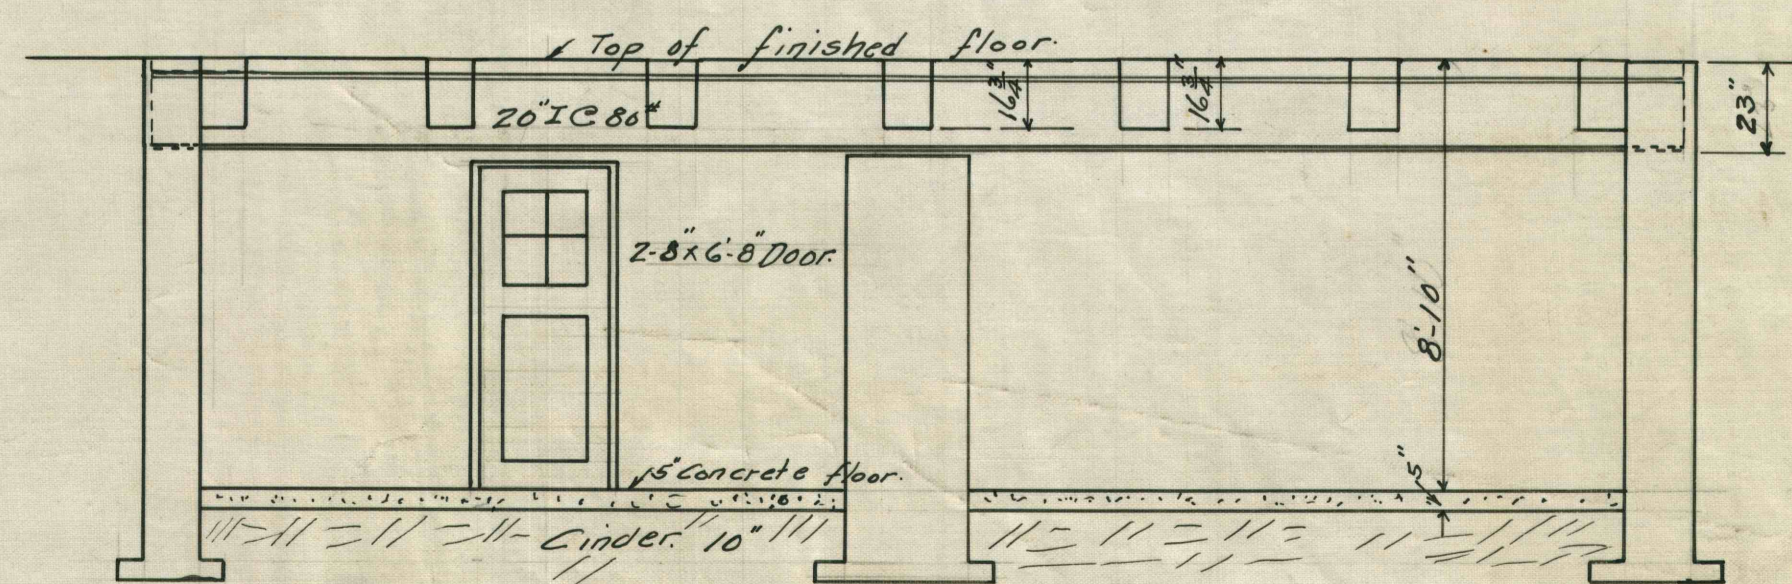 Top of finished floor.
16 3/4"
16 3/4"
23"
20" I @ 80#
2-8" x 6'-8" Door.
8'-10"
5" Concrete floor.
5"
Cinder. 10"